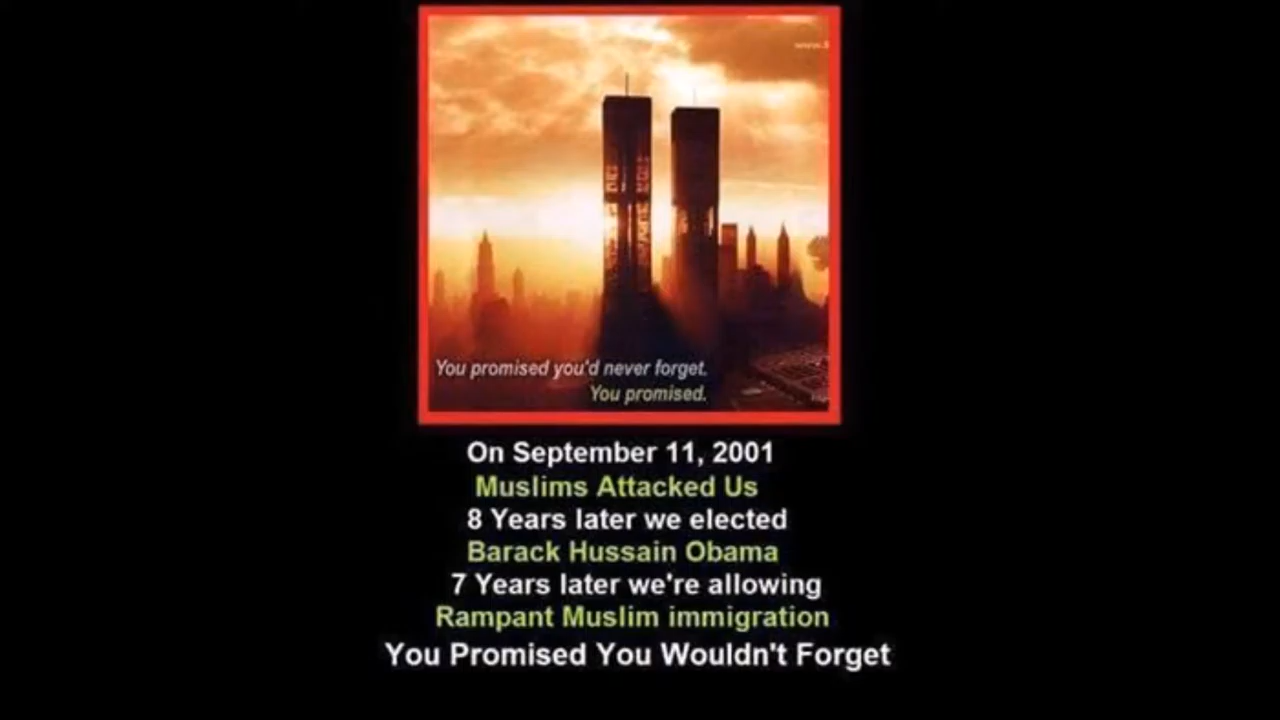 You promised you'd never forget.
You promised.
On September 11, 2001
Muslims Attacked Us
8 Years later we elected
Barack Hussain Obama
7 Years later we're allowing
Rampant Muslim immigration
You Promised You Wouldn't Forget